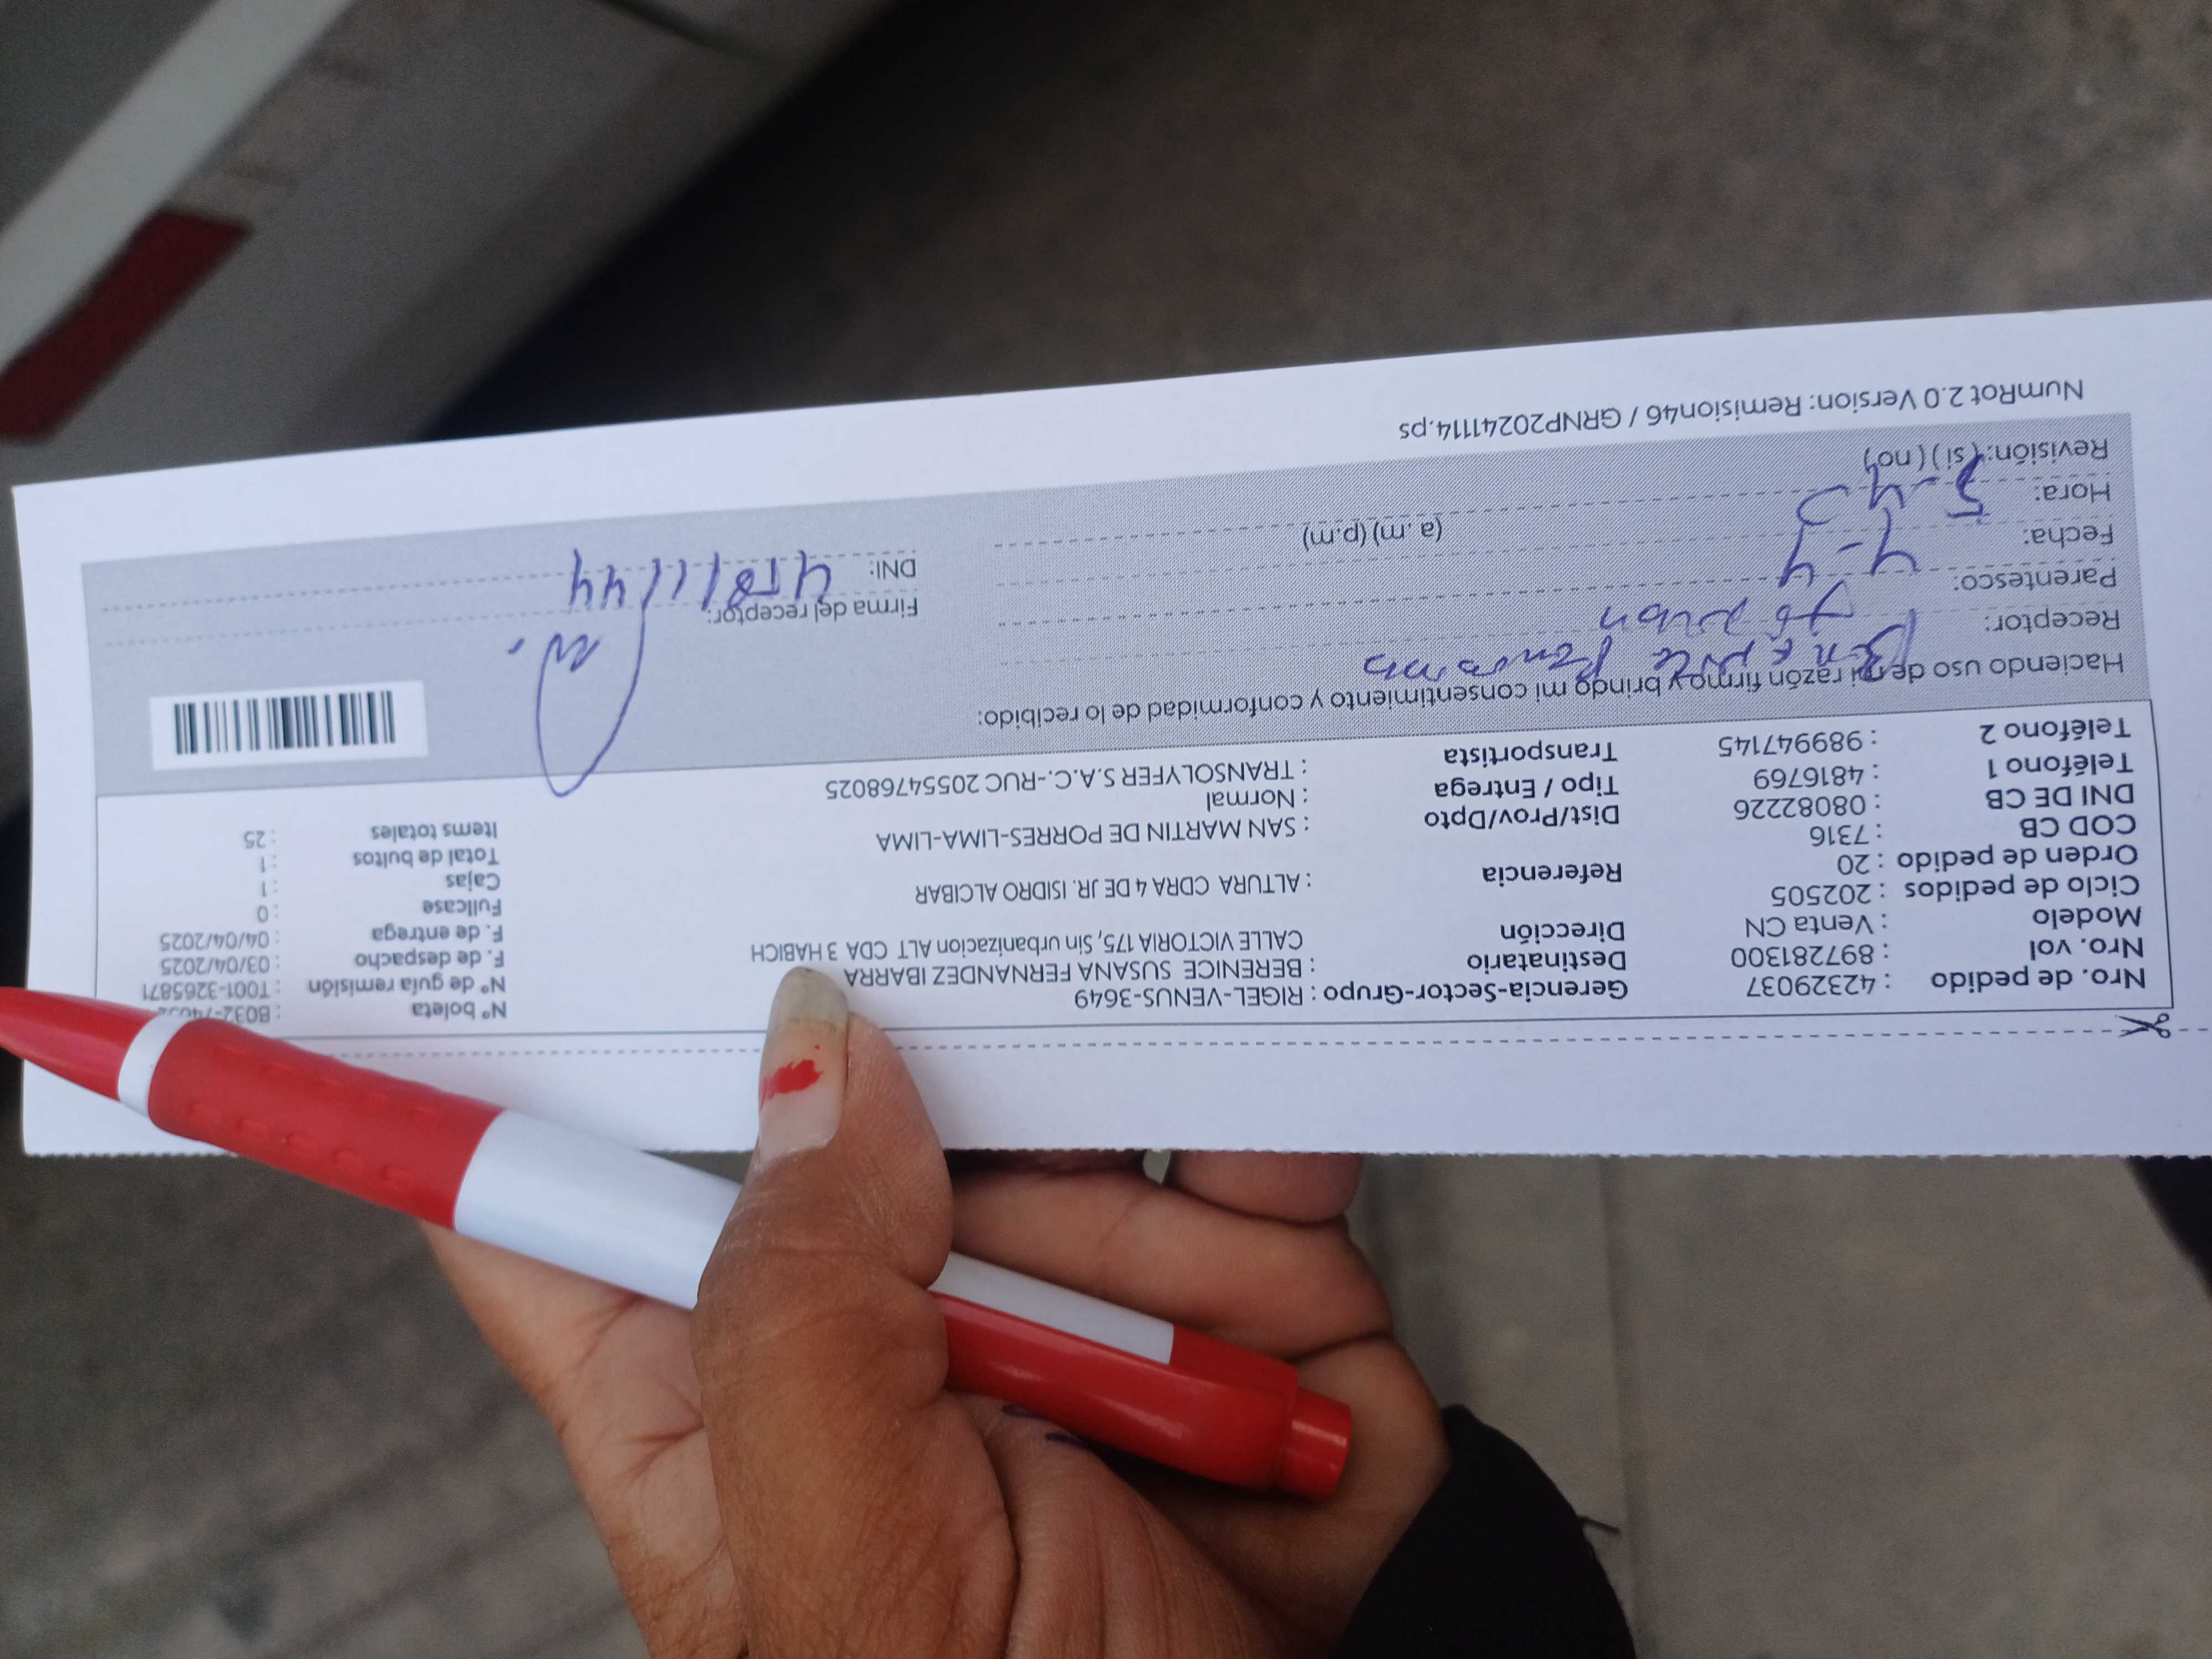 Nro. de pedido : 42329037
Nro. vol : 897281300
Modelo : Venta CN
Ciclo de pedidos : 202505
Orden de pedido : 20
COD CB : 7316
DNI DE CB : 08082226
Teléfono 1 : 4816769
Teléfono 2 : 989947145
Gerencia-Sector-Grupo : RIGEL-VENUS-3649
Destinatario : BERENICE SUSANA FERNANDEZ IBARRA
Dirección CALLE VICTORIA 175, Sin urbanizacion ALT CDA 3 HABICH
Referencia : ALTURA CDRA 4 DE JR. ISIDRO ALCIBAR
Dist/Prov/Dpto : SAN MARTIN DE PORRES-LIMA-LIMA
Tipo / Entrega : Normal
Transportista : TRANSOLYFER S.A.C.-RUC 20554768025
Nº boleta : B032-
Nº de guía remisión : T001-3265871
F. de despacho : 03/04/2025
F. de entrega : 04/04/2025
Fullcase : 0
Cajas : 1
Total de bultos : 1
Items totales : 25
Haciendo uso de mi razón firmo y brindo mi consentimiento y conformidad de lo recibido:
Receptor:
Parentesco:
Fecha: 4-4
Hora: (a.m) (p.m)
Revisión: (si) (no)
Firma del receptor:
DNI:
NumRot 2.0 Version: Remision46 / GRNP20241114.ps